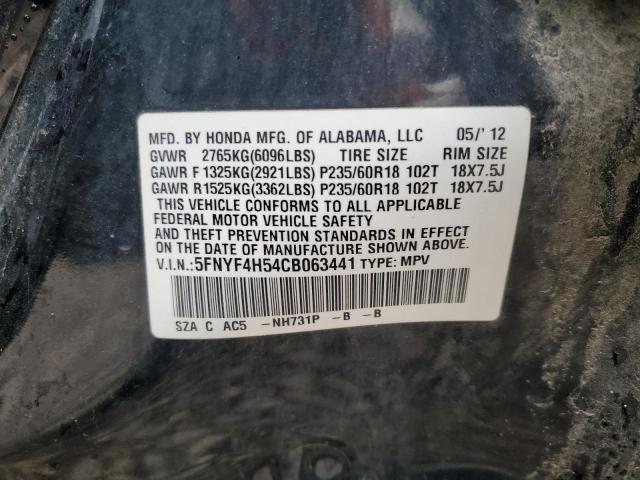 MFD. BY HONDA MFG. OF ALABAMA, LLC 05/'12
GVWR 2765KG(6096LBS) TIRE SIZE RIM SIZE
GAWR F 1325KG(2921LBS) P235/60R18 102T 18X7.5J
GAWR R 1525KG(3362LBS) P235/60R18 102T 18X7.5J
THIS VEHICLE CONFORMS TO ALL APPLICABLE
FEDERAL MOTOR VEHICLE SAFETY
AND THEFT PREVENTION STANDARDS IN EFFECT
ON THE DATE OF MANUFACTURE SHOWN ABOVE.
V.I.N.:5FNYF4H54CB063441 TYPE: MPV
SZA C AC5 -NH731P -B -B